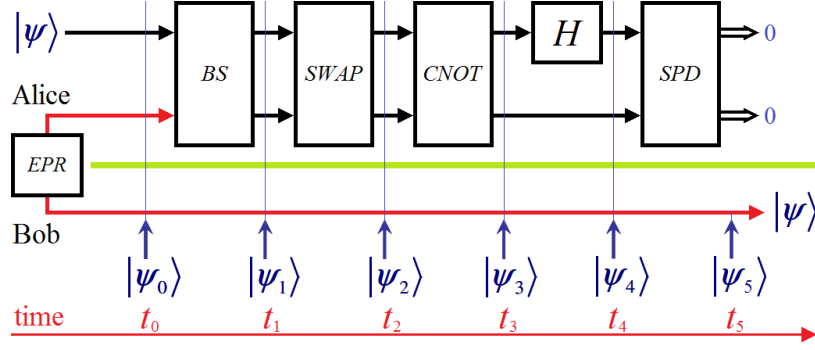 |ψ⟩
BS
SWAP
CNOT
H
SPD
0
0
Alice
EPR
Bob
|ψ⟩
|ψ₀⟩ |ψ₁⟩ |ψ₂⟩ |ψ₃⟩ |ψ₄⟩ |ψ₅⟩
time t₀ t₁ t₂ t₃ t₄ t₅